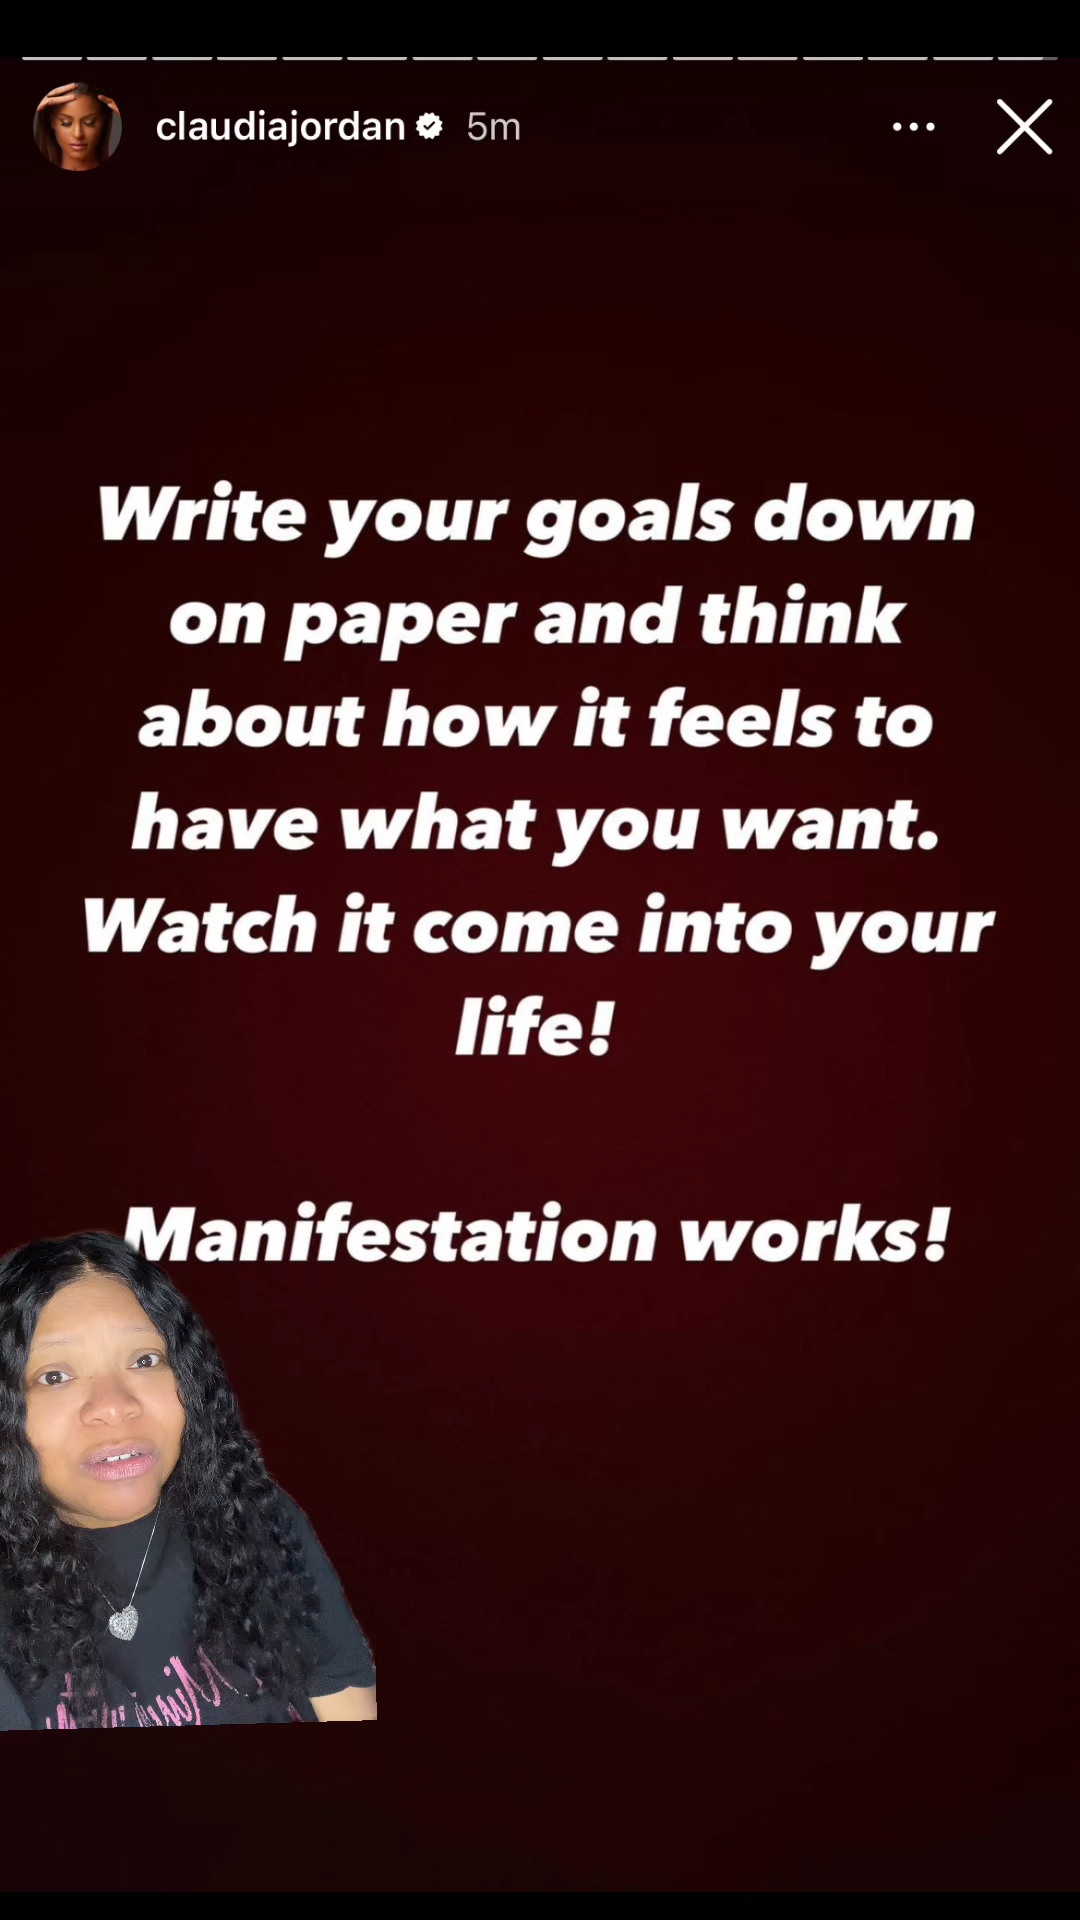 claudiajordan 5m
Write your goals down
on paper and think
about how it feels to
have what you want.
Watch it come into your
life!
Manifestation works!